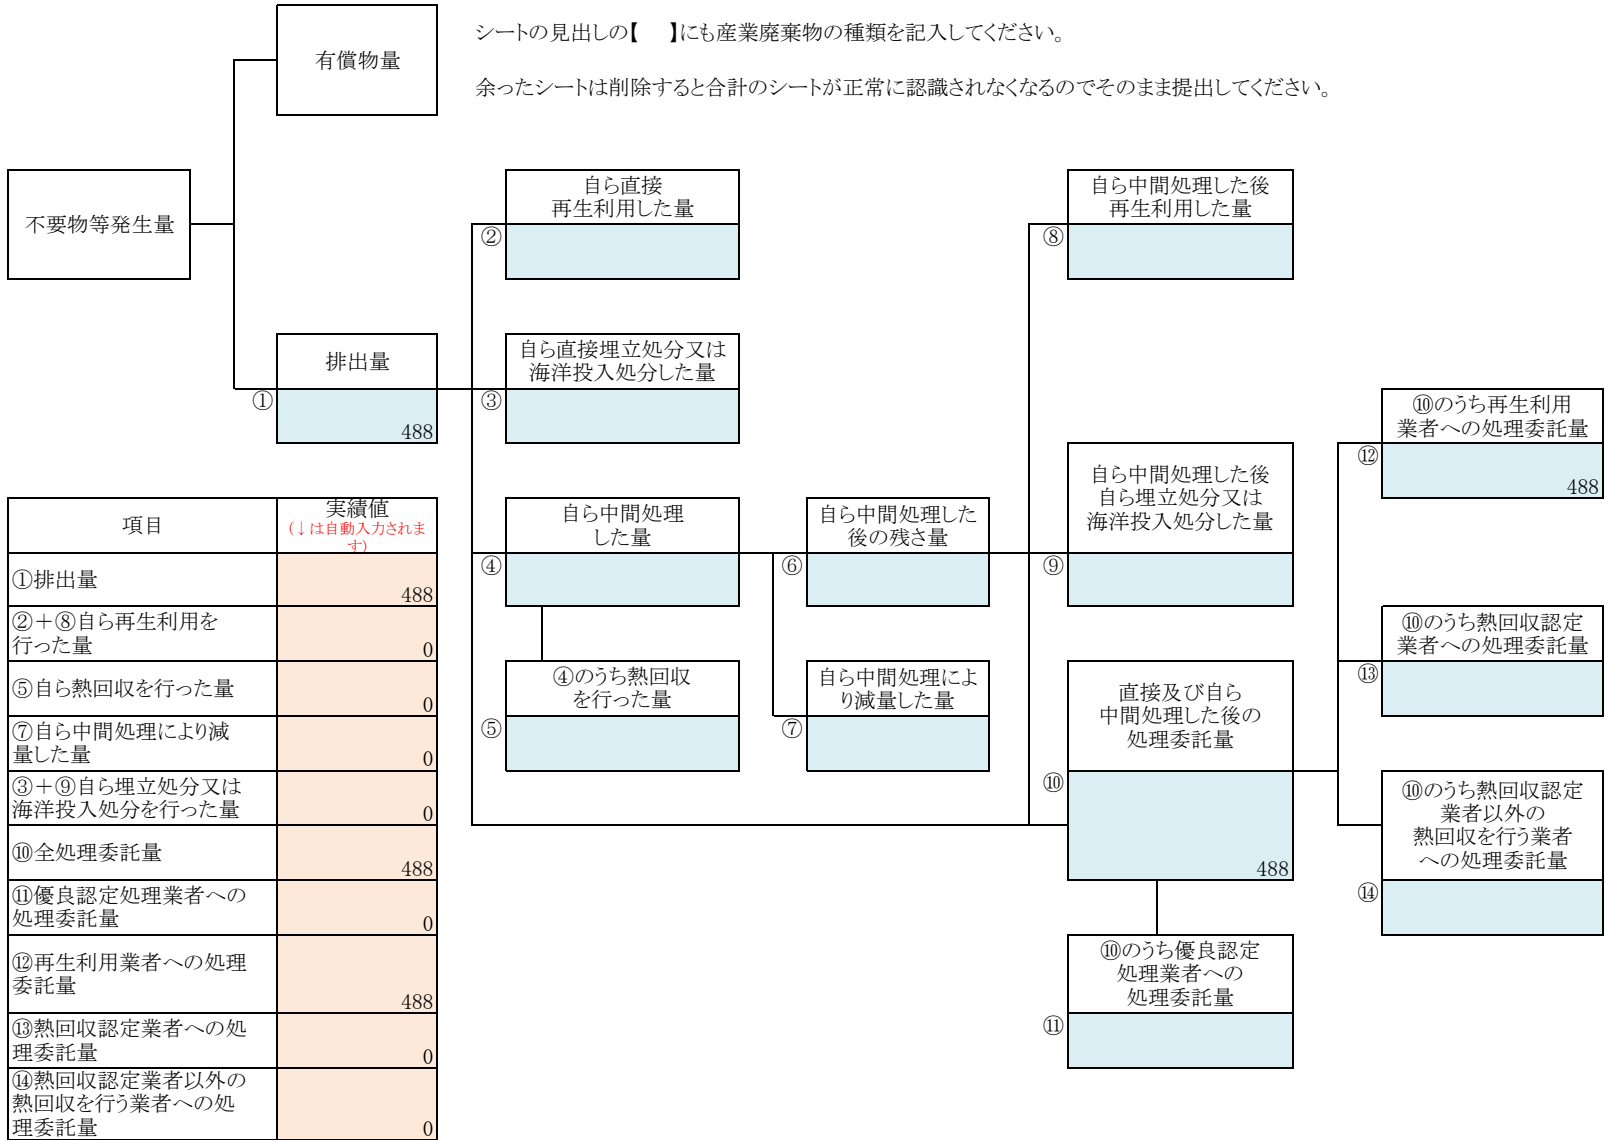 シートの見出しの【　】にも産業廃棄物の種類を記入してください。
余ったシートは削除すると合計のシートが正常に認識されなくなるのでそのまま提出してください。
有償物量
不要物等発生量
排出量
①
488
自ら直接
再生利用した量
②
自ら直接埋立処分又は
海洋投入処分した量
③
自ら中間処理
した量
④
④のうち熱回収
を行った量
⑤
自ら中間処理した
後の残さ量
⑥
自ら中間処理によ
り減量した量
⑦
自ら中間処理した後
再生利用した量
⑧
自ら中間処理した後
自ら埋立処分又は
海洋投入処分した量
⑨
直接及び自ら
中間処理した後の
処理委託量
⑩
488
⑩のうち優良認定
処理業者への
処理委託量
⑪
⑩のうち再生利用
業者への処理委託量
⑫
488
⑩のうち熱回収認定
業者への処理委託量
⑬
⑩のうち熱回収認定
業者以外の
熱回収を行う業者
への処理委託量
⑭
項目
実績値
(↓は自動入力されま
す)
①排出量
488
②＋⑧自ら再生利用を
行った量
0
⑤自ら熱回収を行った量
0
⑦自ら中間処理により減
量した量
0
③＋⑨自ら埋立処分又は
海洋投入処分を行った量
0
⑩全処理委託量
488
⑪優良認定処理業者への
処理委託量
0
⑫再生利用業者への処理
委託量
488
⑬熱回収認定業者への処
理委託量
0
⑭熱回収認定業者以外の
熱回収を行う業者への処
理委託量
0